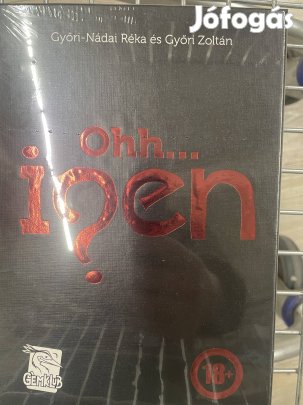 Jófogás
Győri-Nádai Réka és Győri Zoltán
Ohh...
igen
GÉMKLUB
18+